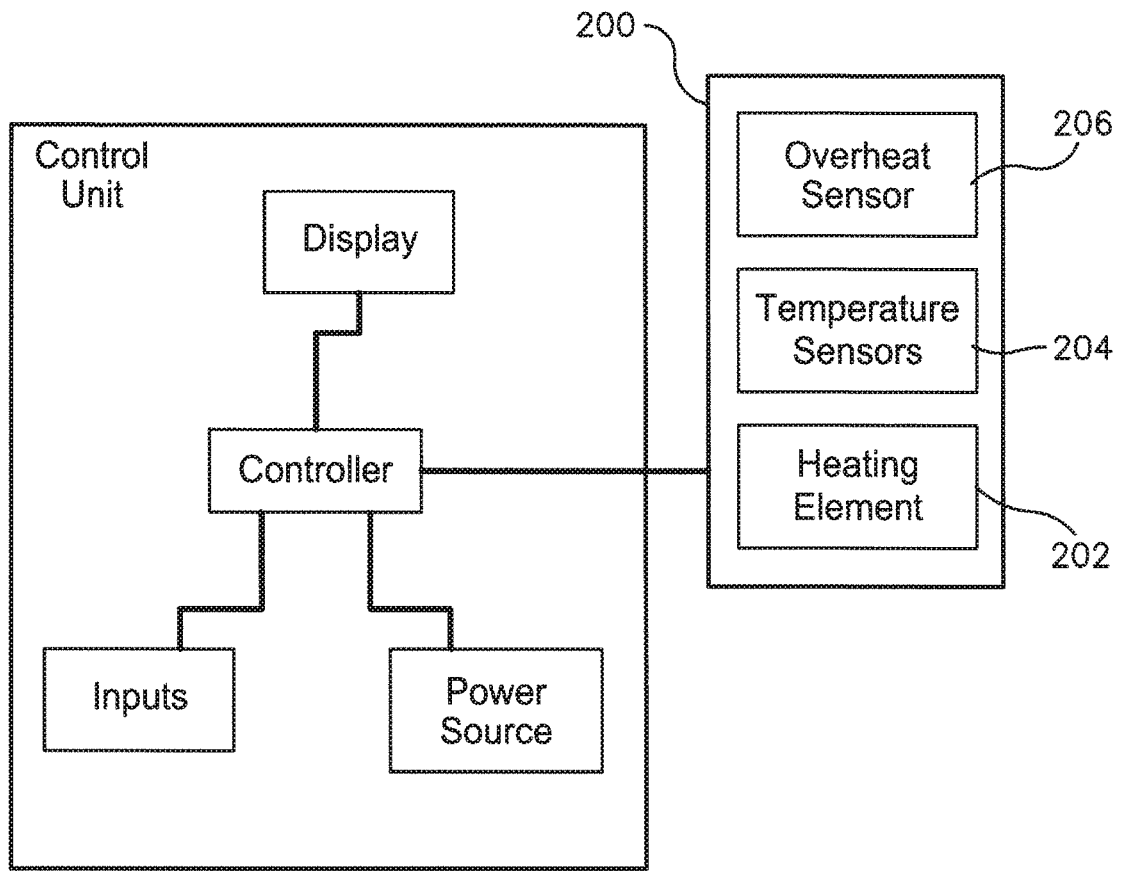 200
Control
Unit
Display
Controller
Inputs
Power
Source
Overheat
Sensor
206
Temperature
Sensors
204
Heating
Element
202